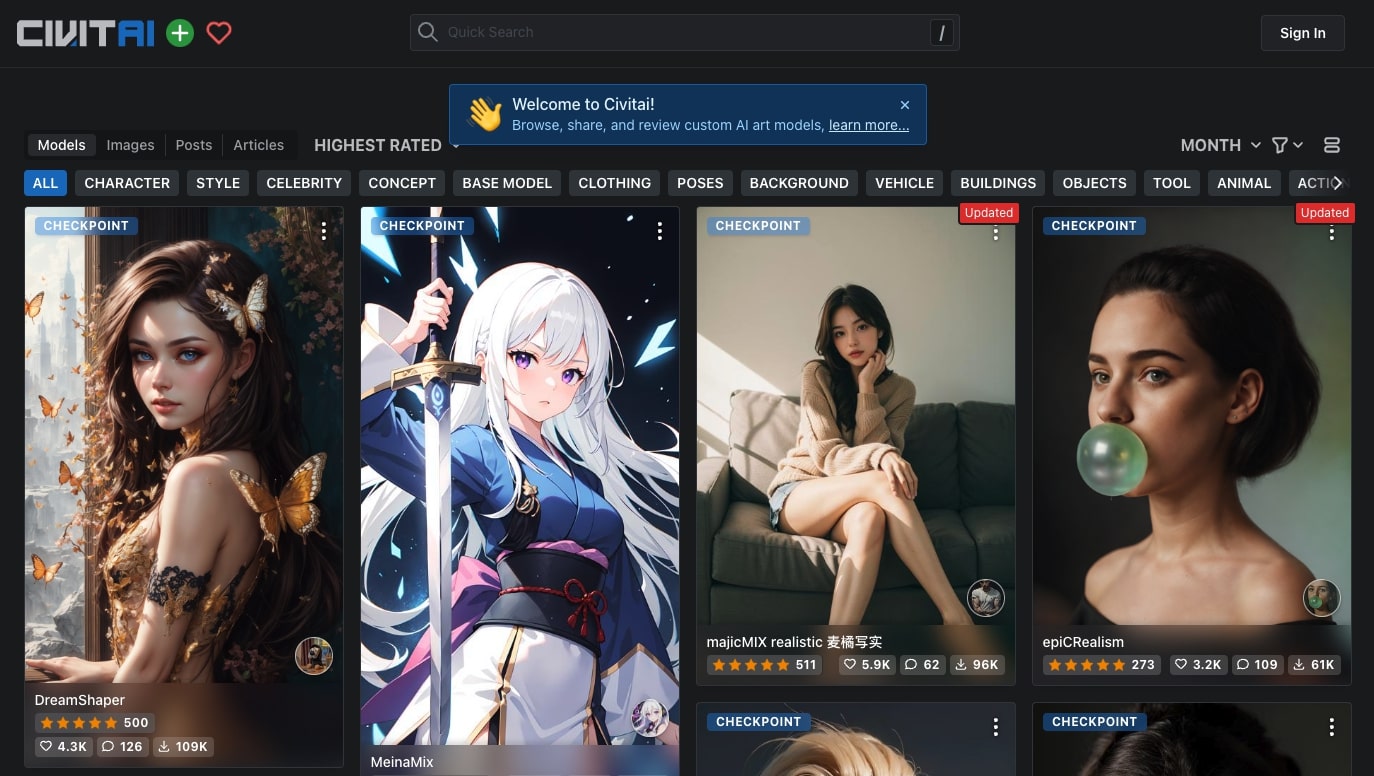 CIVITAI
Quick Search
/
Sign In
Welcome to Civitai!
Browse, share, and review custom AI art models, learn more...
Models Images Posts Articles HIGHEST RATED MONTH
ALL CHARACTER STYLE CELEBRITY CONCEPT BASE MODEL CLOTHING POSES BACKGROUND VEHICLE BUILDINGS OBJECTS TOOL ANIMAL ACTION
CHECKPOINT
DreamShaper
500
4.3K 126 109K
CHECKPOINT
MeinaMix
Updated
CHECKPOINT
majicMIX realistic 麦橘写实
511 5.9K 62 96K
Updated
CHECKPOINT
epiCRealism
273 3.2K 109 61K
CHECKPOINT
CHECKPOINT